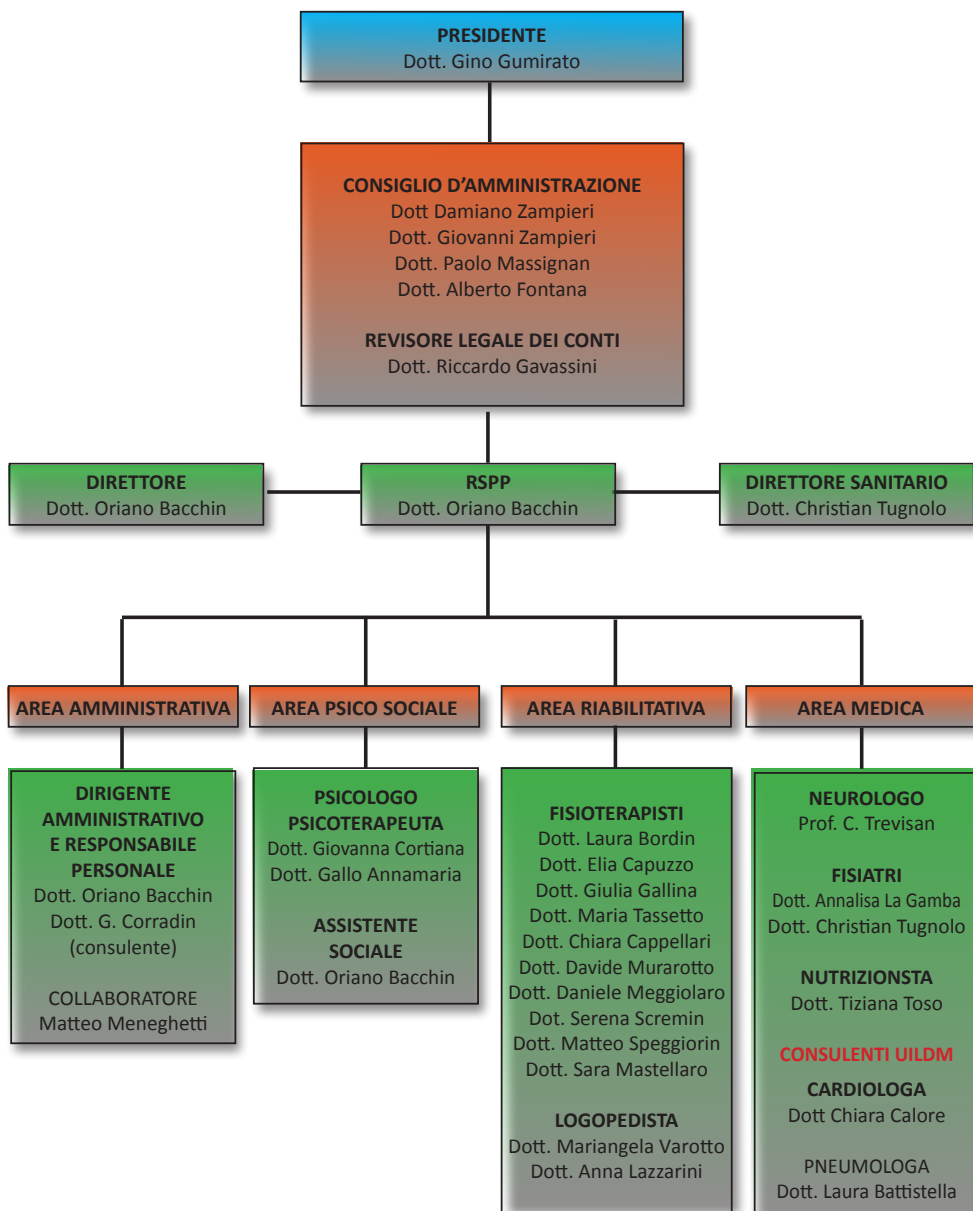 PRESIDENTE
Dott. Gino Gumirato
CONSIGLIO D’AMMINISTRAZIONE
Dott Damiano Zampieri
Dott. Giovanni Zampieri
Dott. Paolo Massignan
Dott. Alberto Fontana
REVISORE LEGALE DEI CONTI
Dott. Riccardo Gavassini
DIRETTORE
Dott. Oriano Bacchin
RSPP
Dott. Oriano Bacchin
DIRETTORE SANITARIO
Dott. Christian Tugnolo
AREA AMMINISTRATIVA
DIRIGENTE
AMMINISTRATIVO
E RESPONSABILE
PERSONALE
Dott. Oriano Bacchin
Dott. G. Corradin
(consulente)
COLLABORATORE
Matteo Meneghetti
AREA PSICO SOCIALE
PSICOLOGO
PSICOTERAPEUTA
Dott. Giovanna Cortiana
Dott. Gallo Annamaria
ASSISTENTE
SOCIALE
Dott. Oriano Bacchin
AREA RIABILITATIVA
FISIOTERAPISTI
Dott. Laura Bordin
Dott. Elia Capuzzo
Dott. Giulia Gallina
Dott. Maria Tassetto
Dott. Chiara Cappellari
Dott. Davide Murarotto
Dott. Daniele Meggiolaro
Dot. Serena Scremin
Dott. Matteo Speggiorin
Dott. Sara Mastellaro
LOGOPEDISTA
Dott. Mariangela Varotto
Dott. Anna Lazzarini
AREA MEDICA
NEUROLOGO
Prof. C. Trevisan
FISIATRI
Dott. Annalisa La Gamba
Dott. Christian Tugnolo
NUTRIZIONSTA
Dott. Tiziana Toso
CONSULENTI UILDM
CARDIOLOGA
Dott Chiara Calore
PNEUMOLOGA
Dott. Laura Battistella